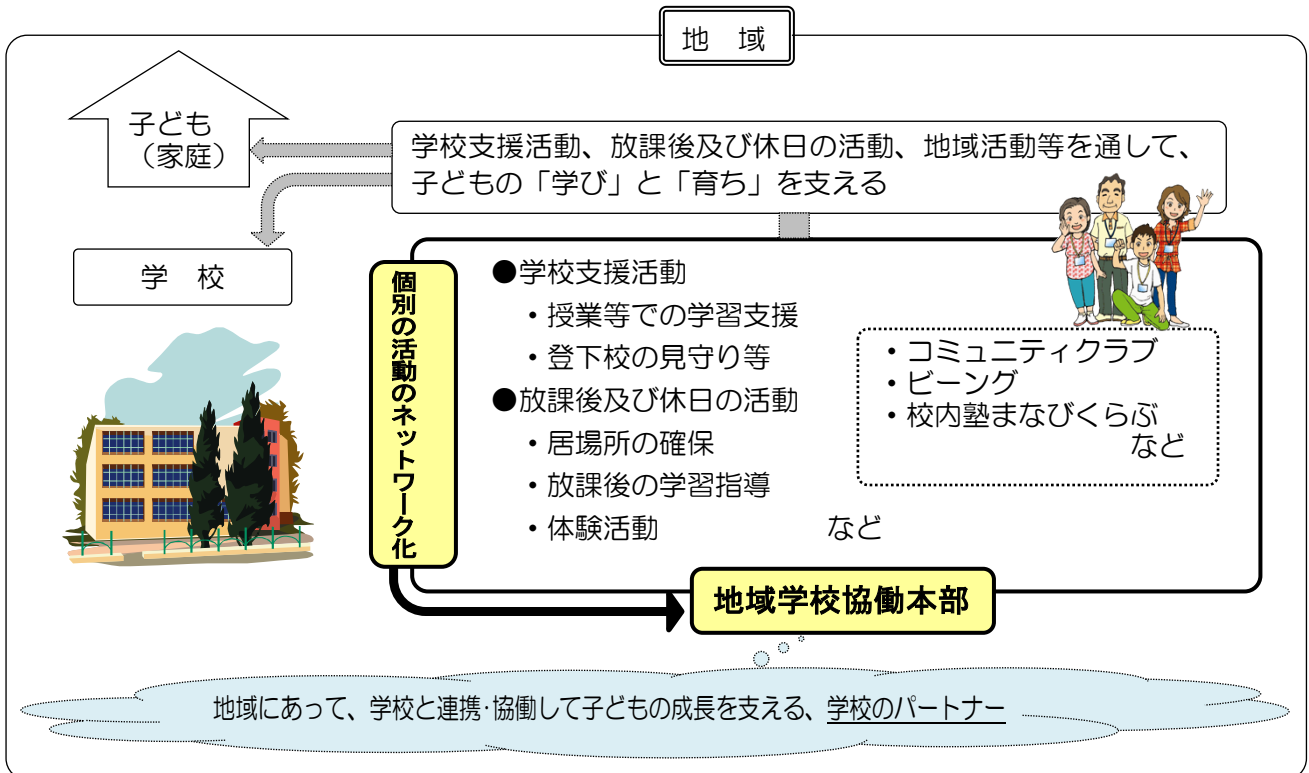 地　域
子ども
（家庭）
学校支援活動、放課後及び休日の活動、地域活動等を通して、
子どもの「学び」と「育ち」を支える
学　校
個別の活動のネットワーク化
●学校支援活動
・授業等での学習支援
・登下校の見守り等
●放課後及び休日の活動
・居場所の確保
・放課後の学習指導
・体験活動　　　　　など
・コミュニティクラブ
・ビーング
・校内塾まなびくらぶ
など
地域学校協働本部
地域にあって、学校と連携･協働して子どもの成長を支える、学校のパートナー